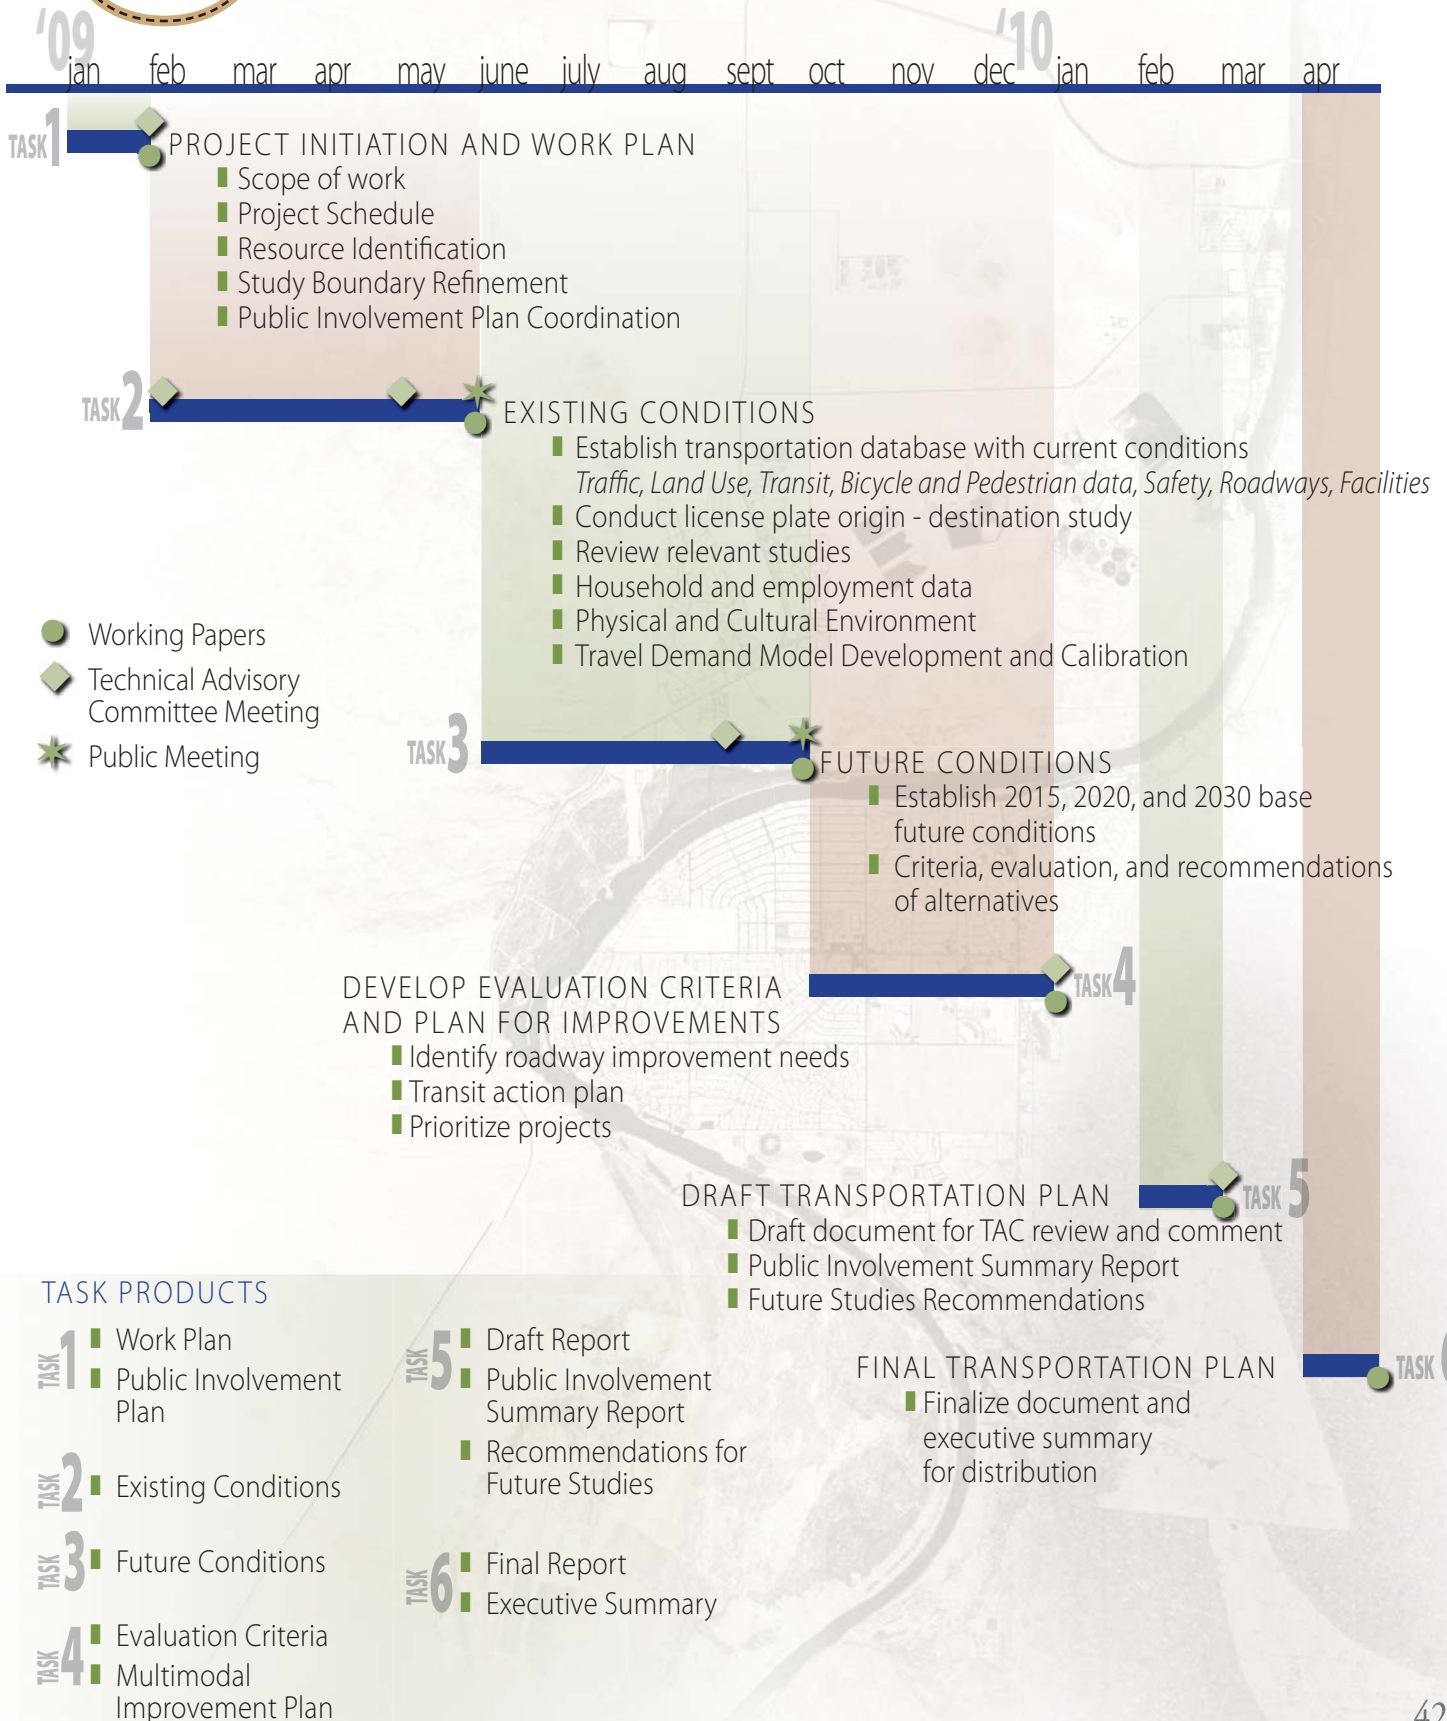 '09 '10
jan feb mar apr may june july aug sept oct nov dec jan feb mar apr
TASK 1
PROJECT INITIATION AND WORK PLAN
Scope of work
Project Schedule
Resource Identification
Study Boundary Refinement
Public Involvement Plan Coordination
TASK 2
EXISTING CONDITIONS
Establish transportation database with current conditions
Traffic, Land Use, Transit, Bicycle and Pedestrian data, Safety, Roadways, Facilities
Conduct license plate origin - destination study
Review relevant studies
Household and employment data
Physical and Cultural Environment
Travel Demand Model Development and Calibration
Working Papers
Technical Advisory
Committee Meeting
Public Meeting
TASK 3
FUTURE CONDITIONS
Establish 2015, 2020, and 2030 base
future conditions
Criteria, evaluation, and recommendations
of alternatives
DEVELOP EVALUATION CRITERIA
AND PLAN FOR IMPROVEMENTS
TASK 4
Identify roadway improvement needs
Transit action plan
Prioritize projects
DRAFT TRANSPORTATION PLAN
TASK 5
Draft document for TAC review and comment
Public Involvement Summary Report
Future Studies Recommendations
FINAL TRANSPORTATION PLAN
TASK
Finalize document and
executive summary
for distribution
TASK PRODUCTS
TASK 1
Work Plan
Public Involvement
Plan
TASK 2
Existing Conditions
TASK 3
Future Conditions
TASK 4
Evaluation Criteria
Multimodal
Improvement Plan
TASK 5
Draft Report
Public Involvement
Summary Report
Recommendations for
Future Studies
TASK 6
Final Report
Executive Summary
42